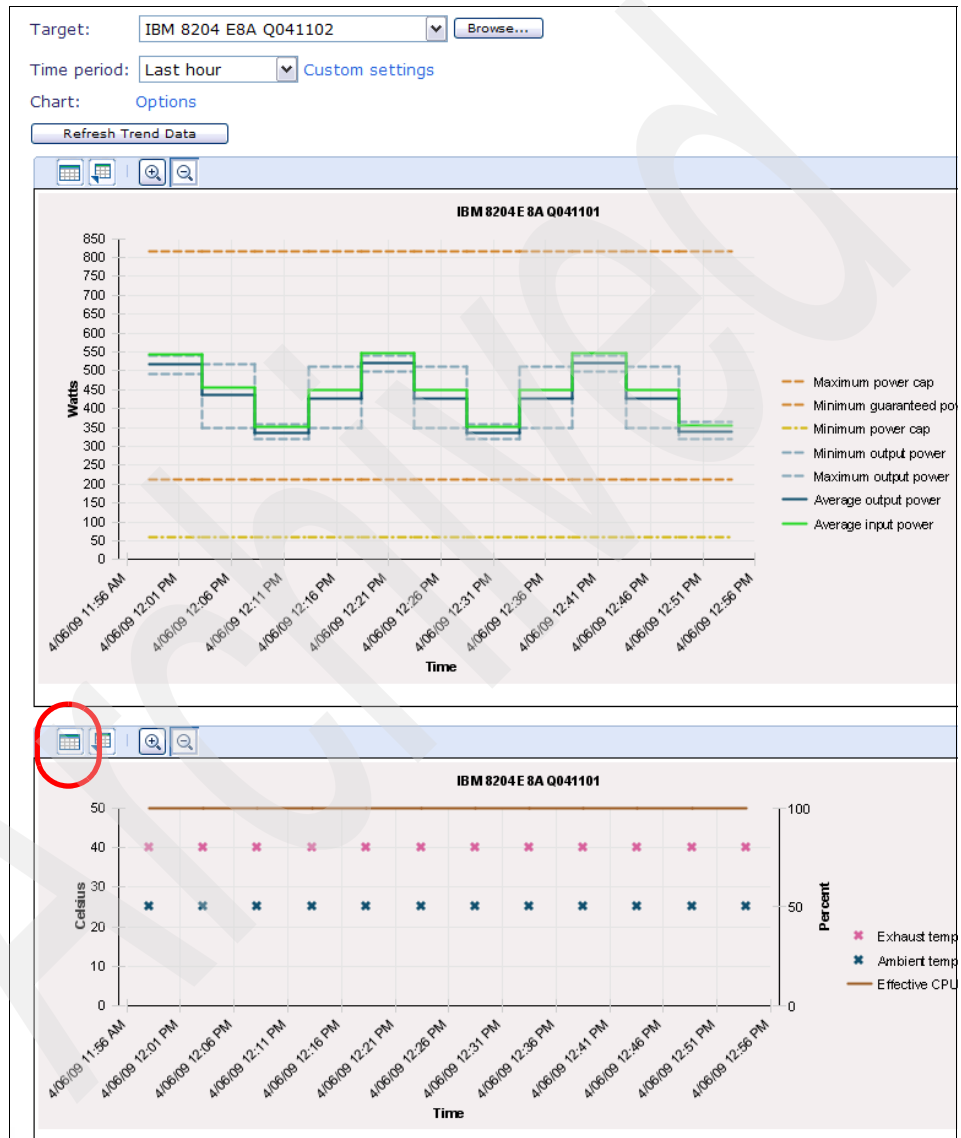 Target: IBM 8204 E8A Q041102 Browse...
Time period: Last hour Custom settings
Chart: Options
Refresh Trend Data
IBM 8204 E 8A Q041101
850
800
750
700
650
600
550
500
450
400
350
300
250
200
150
100
50
0
Watts
Maximum power cap
Minimum guaranteed pov
Minimum power cap
Minimum output power
Maximum output power
Average output power
Average input power
4/06/09 11:56 AM
4/06/09 12:01 PM
4/06/09 12:06 PM
4/06/09 12:11 PM
4/06/09 12:16 PM
4/06/09 12:21 PM
4/06/09 12:26 PM
4/06/09 12:31 PM
4/06/09 12:36 PM
4/06/09 12:41 PM
4/06/09 12:46 PM
4/06/09 12:51 PM
4/06/09 12:56 PM
Time
IBM 8204 E 8A Q041101
50
40
30
20
10
0
Celsius
100
50
0
Percent
Exhaust temp
Ambient temp
Effective CPU
4/06/09 11:56 AM
4/06/09 12:01 PM
4/06/09 12:06 PM
4/06/09 12:11 PM
4/06/09 12:16 PM
4/06/09 12:21 PM
4/06/09 12:26 PM
4/06/09 12:31 PM
4/06/09 12:36 PM
4/06/09 12:41 PM
4/06/09 12:46 PM
4/06/09 12:51 PM
4/06/09 12:56 PM
Time
Archived